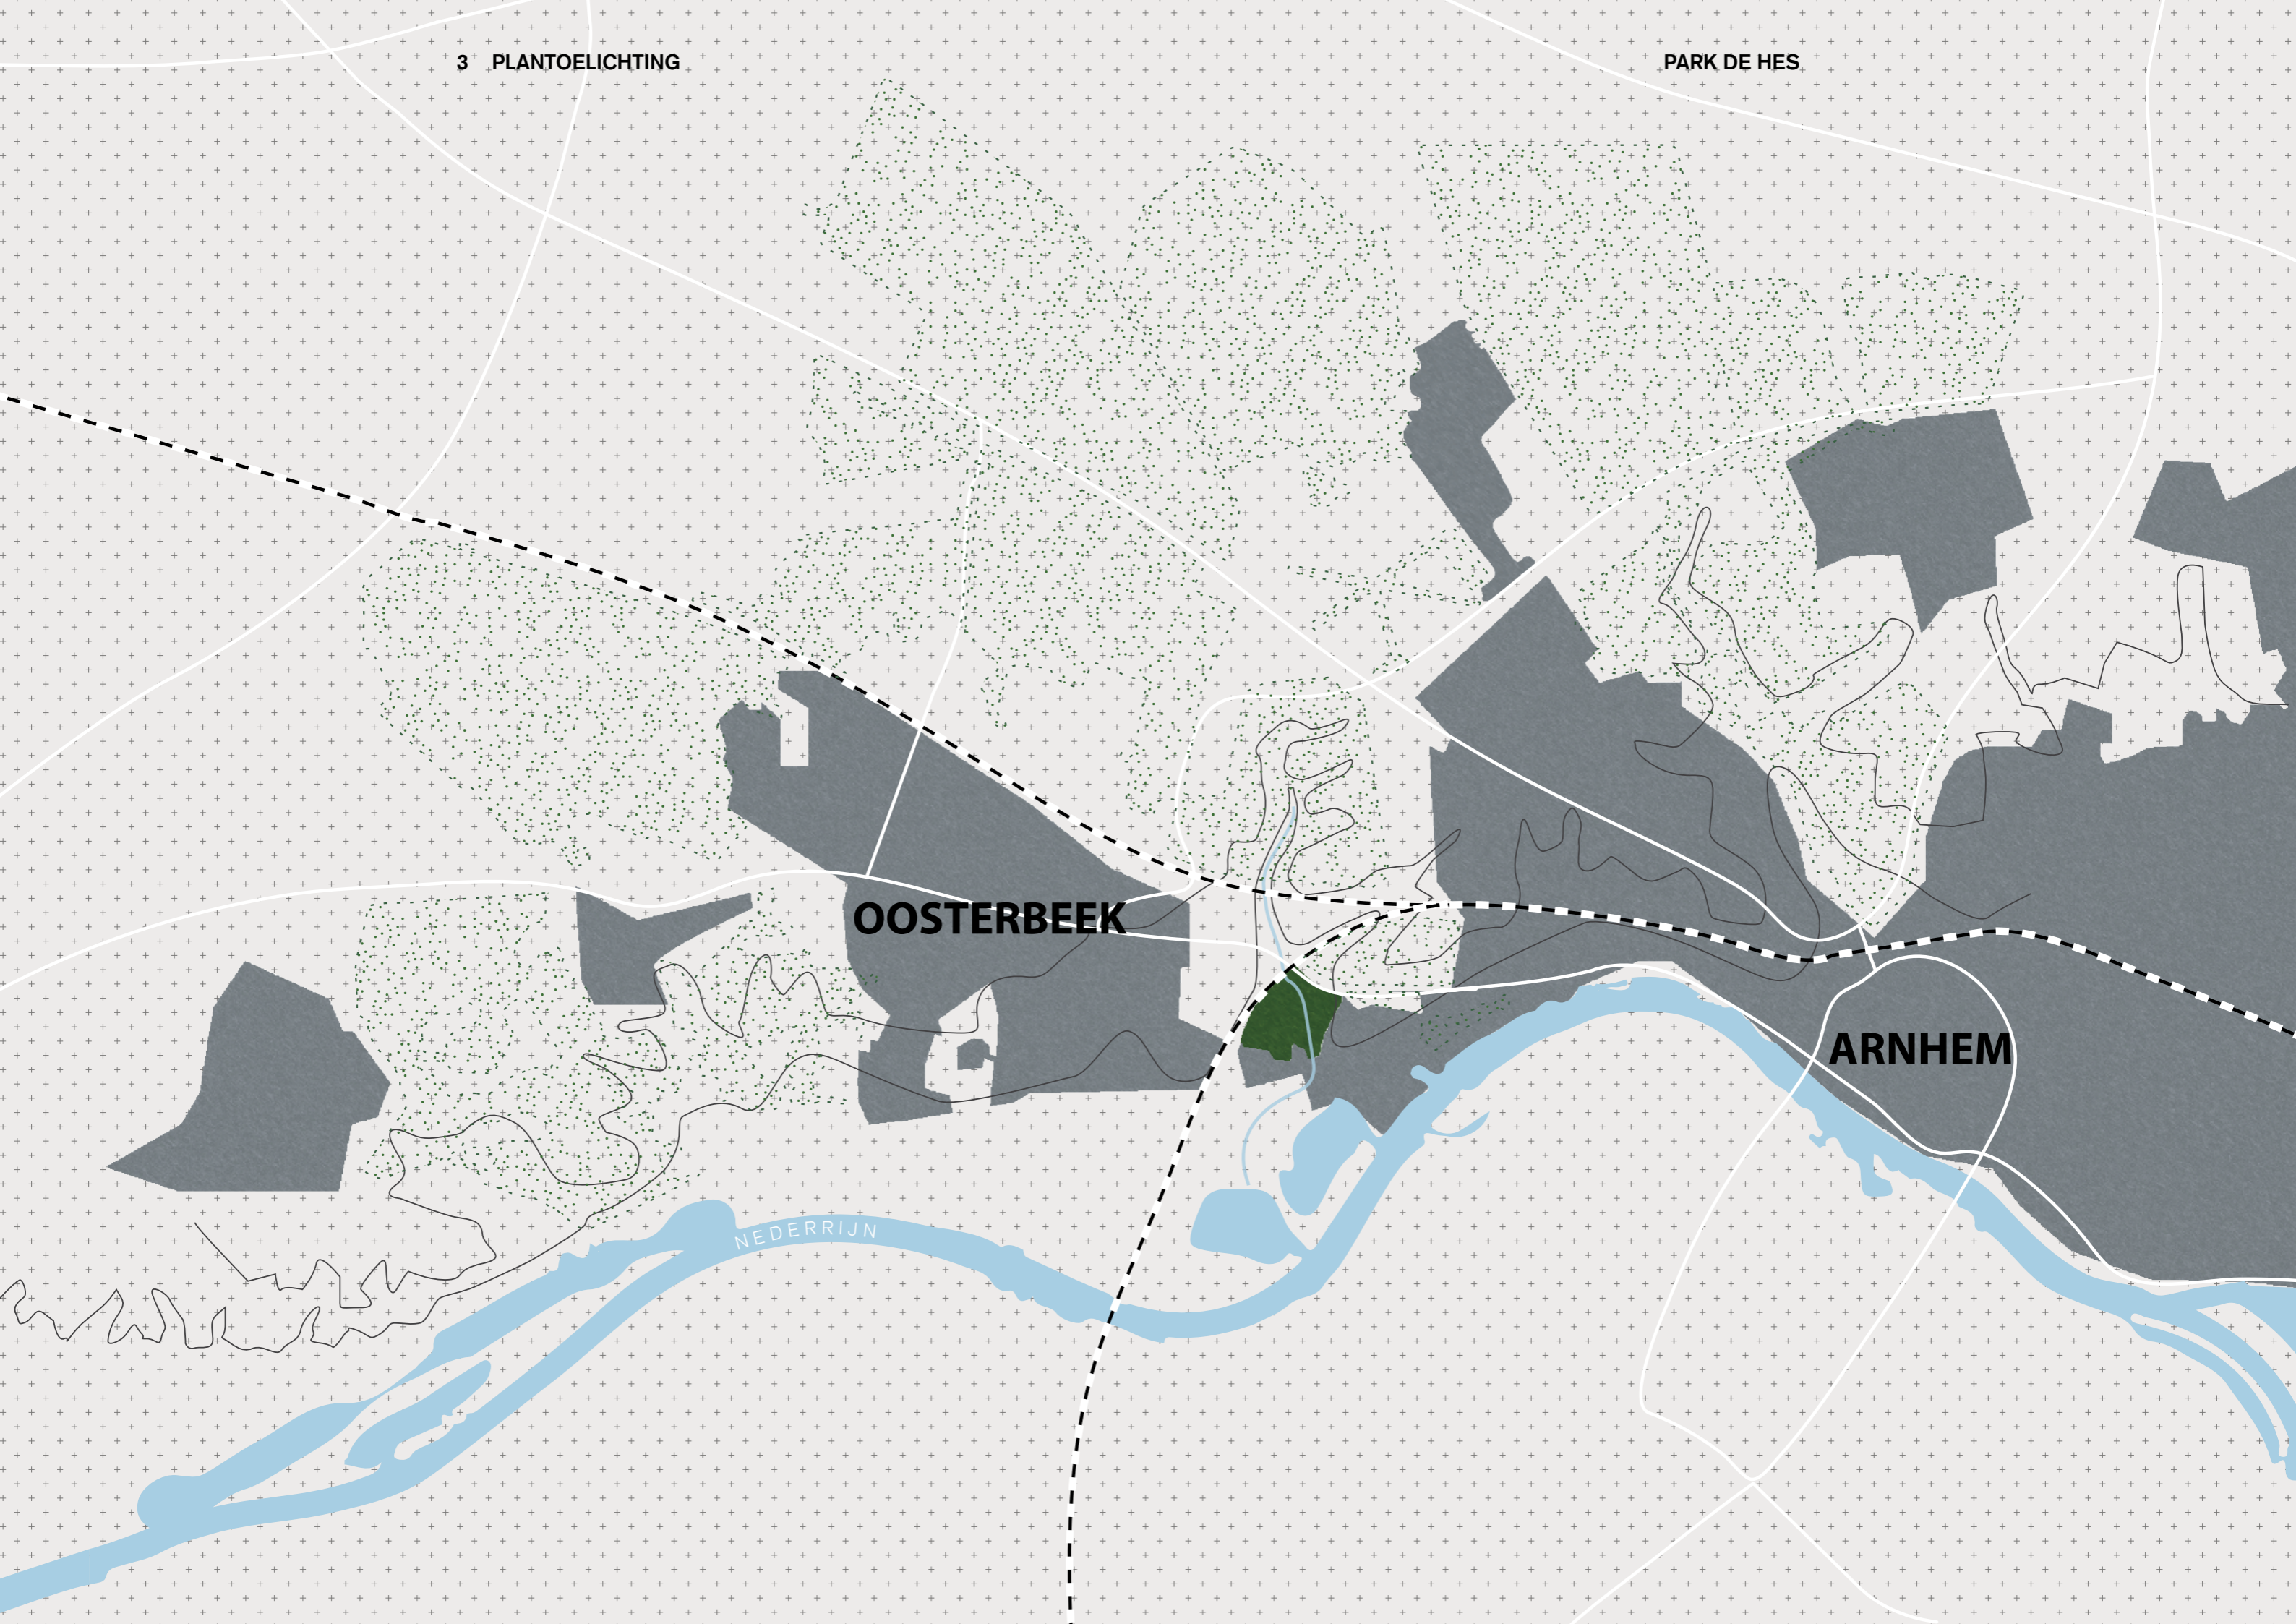 3 PLANTOELICHTING
PARK DE HES
OOSTERBEEK
ARNHEM
NEDERRIJN